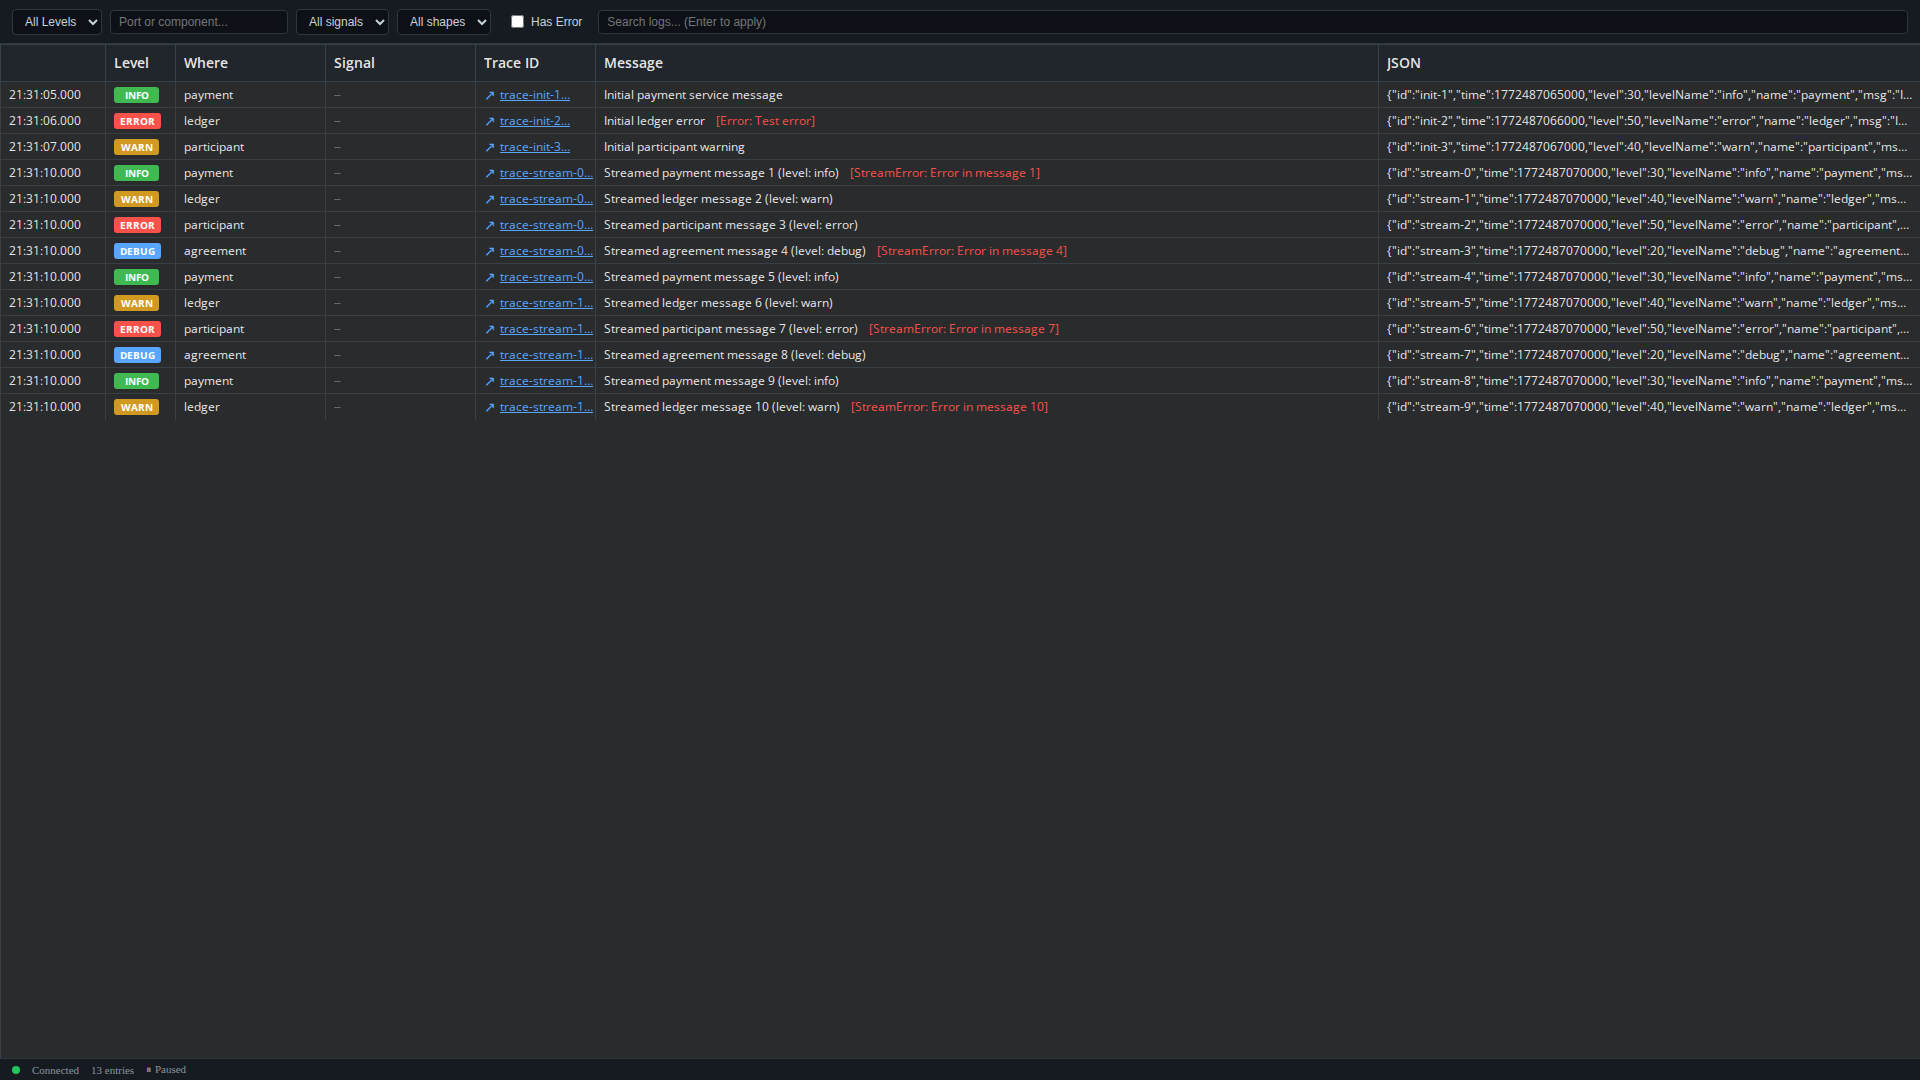 All Levels Port or component... All signals All shapes Has Error Search logs... (Enter to apply)
Level Where Signal Trace ID Message JSON
21:31:05.000 INFO payment – ↗ trace-init-1... Initial payment service message {"id":"init-1","time":1772487065000,"level":30,"levelName":"info","name":"payment","msg":"I...
21:31:06.000 ERROR ledger – ↗ trace-init-2... Initial ledger error [Error: Test error] {"id":"init-2","time":1772487066000,"level":50,"levelName":"error","name":"ledger","msg":"I...
21:31:07.000 WARN participant – ↗ trace-init-3... Initial participant warning {"id":"init-3","time":1772487067000,"level":40,"levelName":"warn","name":"participant","ms...
21:31:10.000 INFO payment – ↗ trace-stream-0... Streamed payment message 1 (level: info) [StreamError: Error in message 1] {"id":"stream-0","time":1772487070000,"level":30,"levelName":"info","name":"payment","ms...
21:31:10.000 WARN ledger – ↗ trace-stream-0... Streamed ledger message 2 (level: warn) {"id":"stream-1","time":1772487070000,"level":40,"levelName":"warn","name":"ledger","ms...
21:31:10.000 ERROR participant – ↗ trace-stream-0... Streamed participant message 3 (level: error) {"id":"stream-2","time":1772487070000,"level":50,"levelName":"error","name":"participant",...
21:31:10.000 DEBUG agreement – ↗ trace-stream-0... Streamed agreement message 4 (level: debug) [StreamError: Error in message 4] {"id":"stream-3","time":1772487070000,"level":20,"levelName":"debug","name":"agreement...
21:31:10.000 INFO payment – ↗ trace-stream-0... Streamed payment message 5 (level: info) {"id":"stream-4","time":1772487070000,"level":30,"levelName":"info","name":"payment","ms...
21:31:10.000 WARN ledger – ↗ trace-stream-1... Streamed ledger message 6 (level: warn) {"id":"stream-5","time":1772487070000,"level":40,"levelName":"warn","name":"ledger","ms...
21:31:10.000 ERROR participant – ↗ trace-stream-1... Streamed participant message 7 (level: error) [StreamError: Error in message 7] {"id":"stream-6","time":1772487070000,"level":50,"levelName":"error","name":"participant",...
21:31:10.000 DEBUG agreement – ↗ trace-stream-1... Streamed agreement message 8 (level: debug) {"id":"stream-7","time":1772487070000,"level":20,"levelName":"debug","name":"agreement...
21:31:10.000 INFO payment – ↗ trace-stream-1... Streamed payment message 9 (level: info) {"id":"stream-8","time":1772487070000,"level":30,"levelName":"info","name":"payment","ms...
21:31:10.000 WARN ledger – ↗ trace-stream-1... Streamed ledger message 10 (level: warn) [StreamError: Error in message 10] {"id":"stream-9","time":1772487070000,"level":40,"levelName":"warn","name":"ledger","ms...
Connected 13 entries Paused